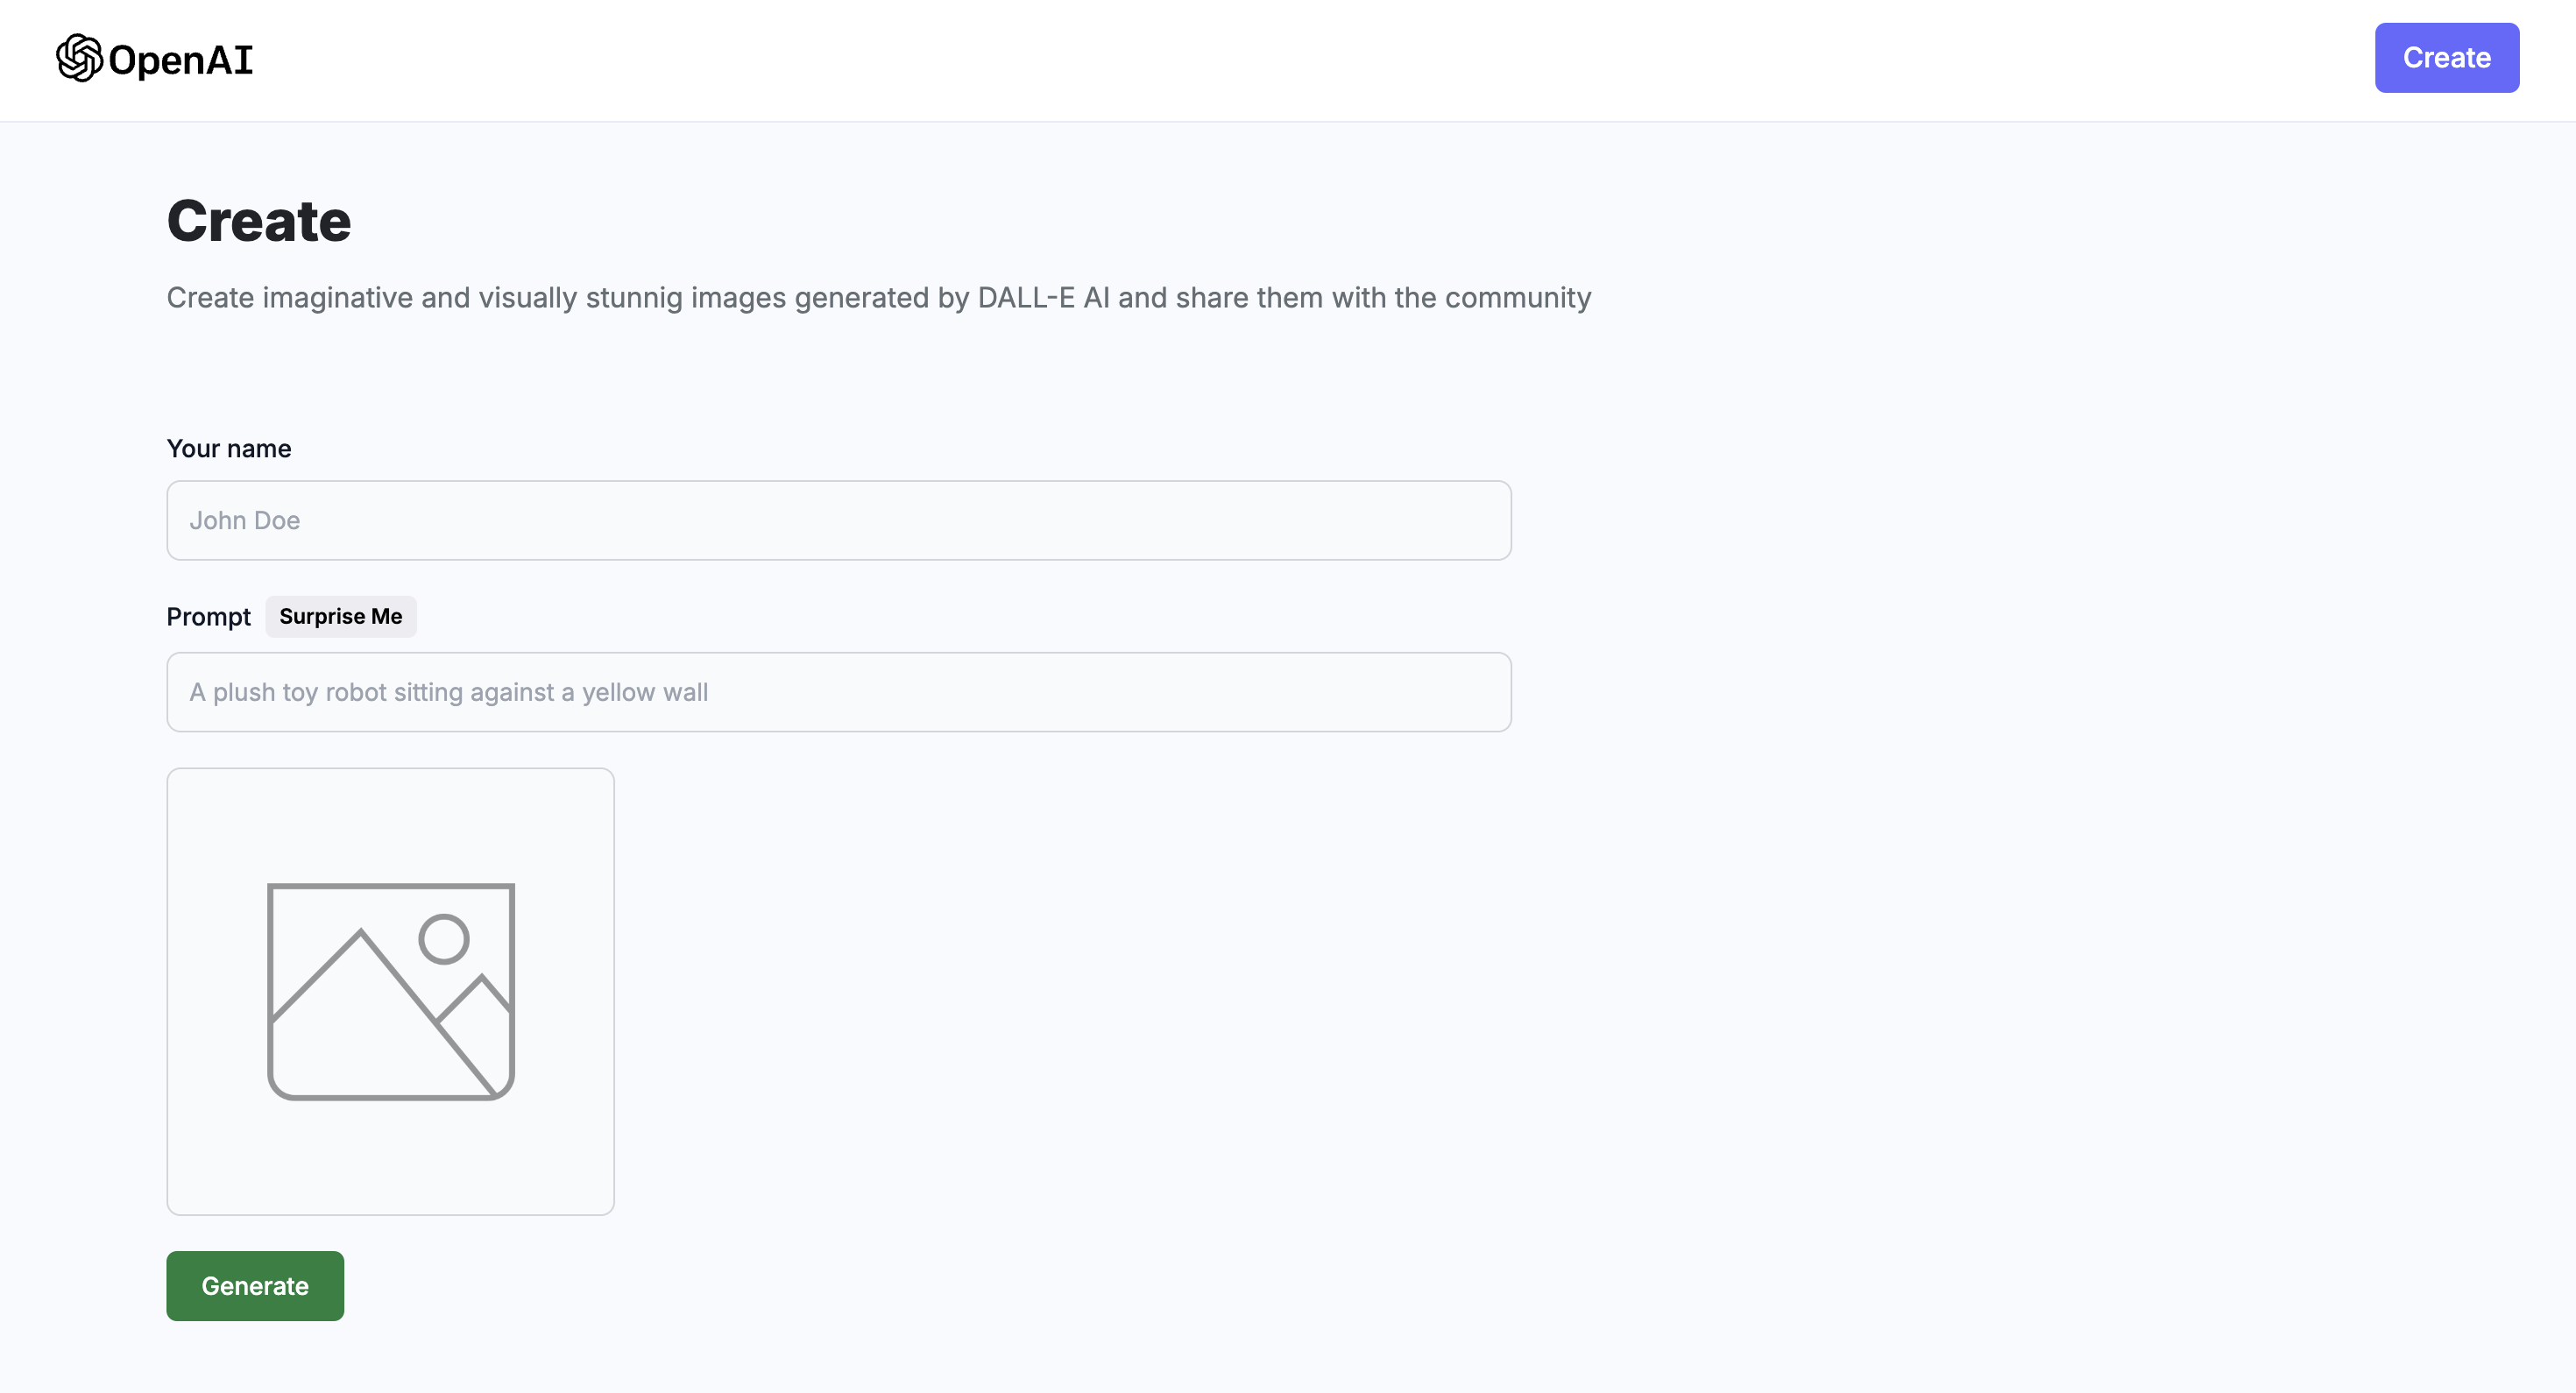 OpenAI
Create
Create
Create imaginative and visually stunnig images generated by DALL-E AI and share them with the community
Your name
John Doe
Prompt
Surprise Me
A plush toy robot sitting against a yellow wall
Generate